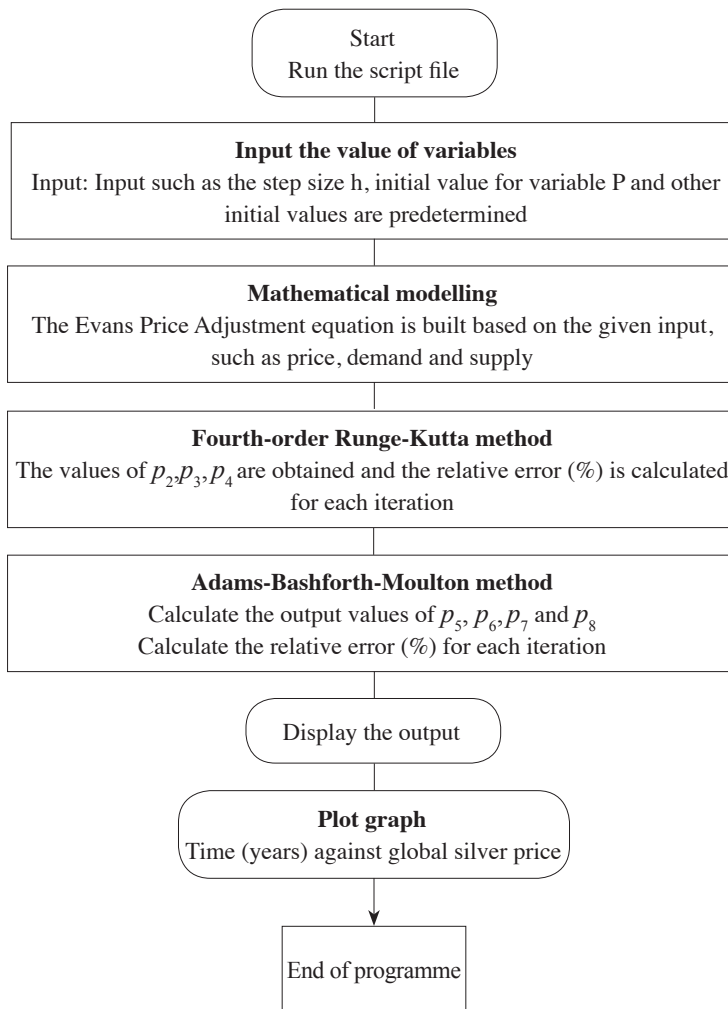 Start
Run the script file
Input the value of variables
Input: Input such as the step size h, initial value for variable P and other
initial values are predetermined
Mathematical modelling
The Evans Price Adjustment equation is built based on the given input,
such as price, demand and supply
Fourth-order Runge-Kutta method
The values of p₂,p₃,p₄ are obtained and the relative error (%) is calculated
for each iteration
Adams-Bashforth-Moulton method
Calculate the output values of p₅, p₆,p₇ and p₈
Calculate the relative error (%) for each iteration
Display the output
Plot graph
Time (years) against global silver price
End of programme